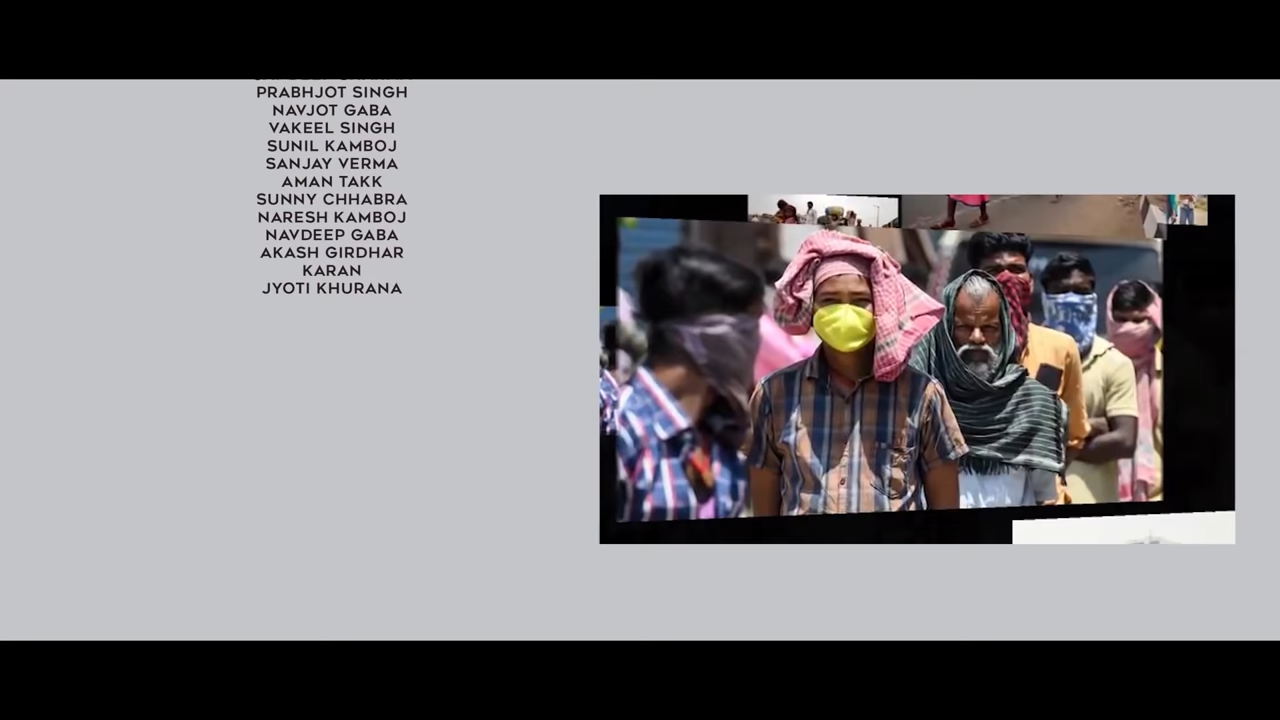 PRABHJOT SINGH
NAVJOT GABA
VAKEEL SINGH
SUNIL KAMBOJ
SANJAY VERMA
AMAN TAKK
SUNNY CHHABRA
NARESH KAMBOJ
NAVDEEP GABA
AKASH GIRDHAR
KARAN
JYOTI KHURANA